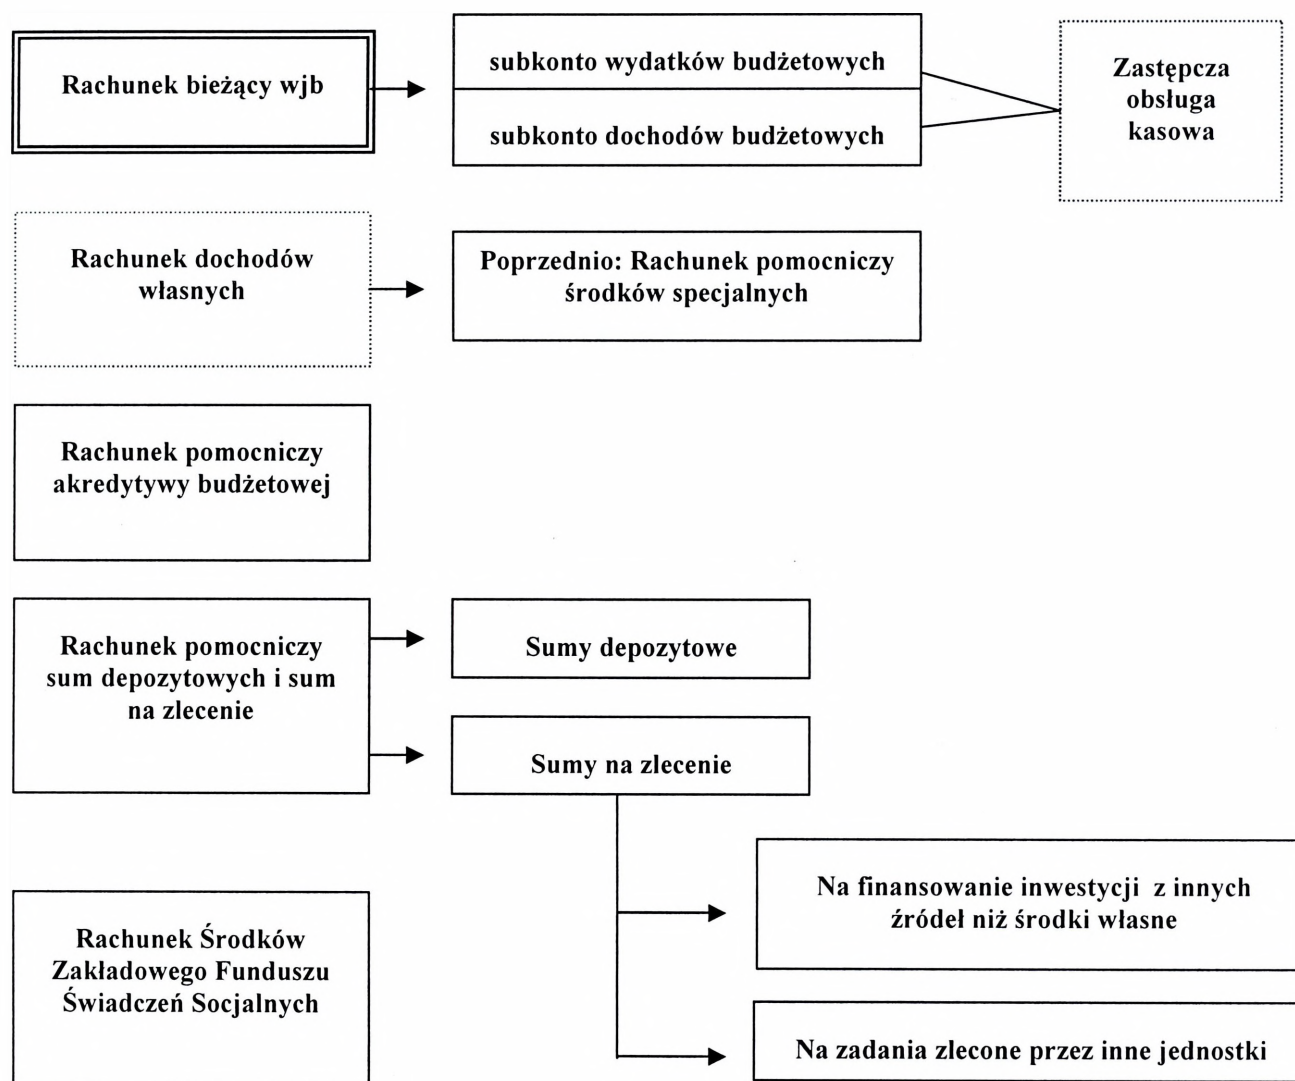 Rachunek bieżący wjb
subkonto wydatków budżetowych
subkonto dochodów budżetowych
Zastępcza
obsługa
kasowa
Rachunek dochodów
własnych
Poprzednio: Rachunek pomocniczy
środków specjalnych
Rachunek pomocniczy
akredytywy budżetowej
Rachunek pomocniczy
sum depozytowych i sum
na zlecenie
Sumy depozytowe
Sumy na zlecenie
Na finansowanie inwestycji z innych
źródeł niż środki własne
Rachunek Środków
Zakładowego Funduszu
Świadczeń Socjalnych
Na zadania zlecone przez inne jednostki